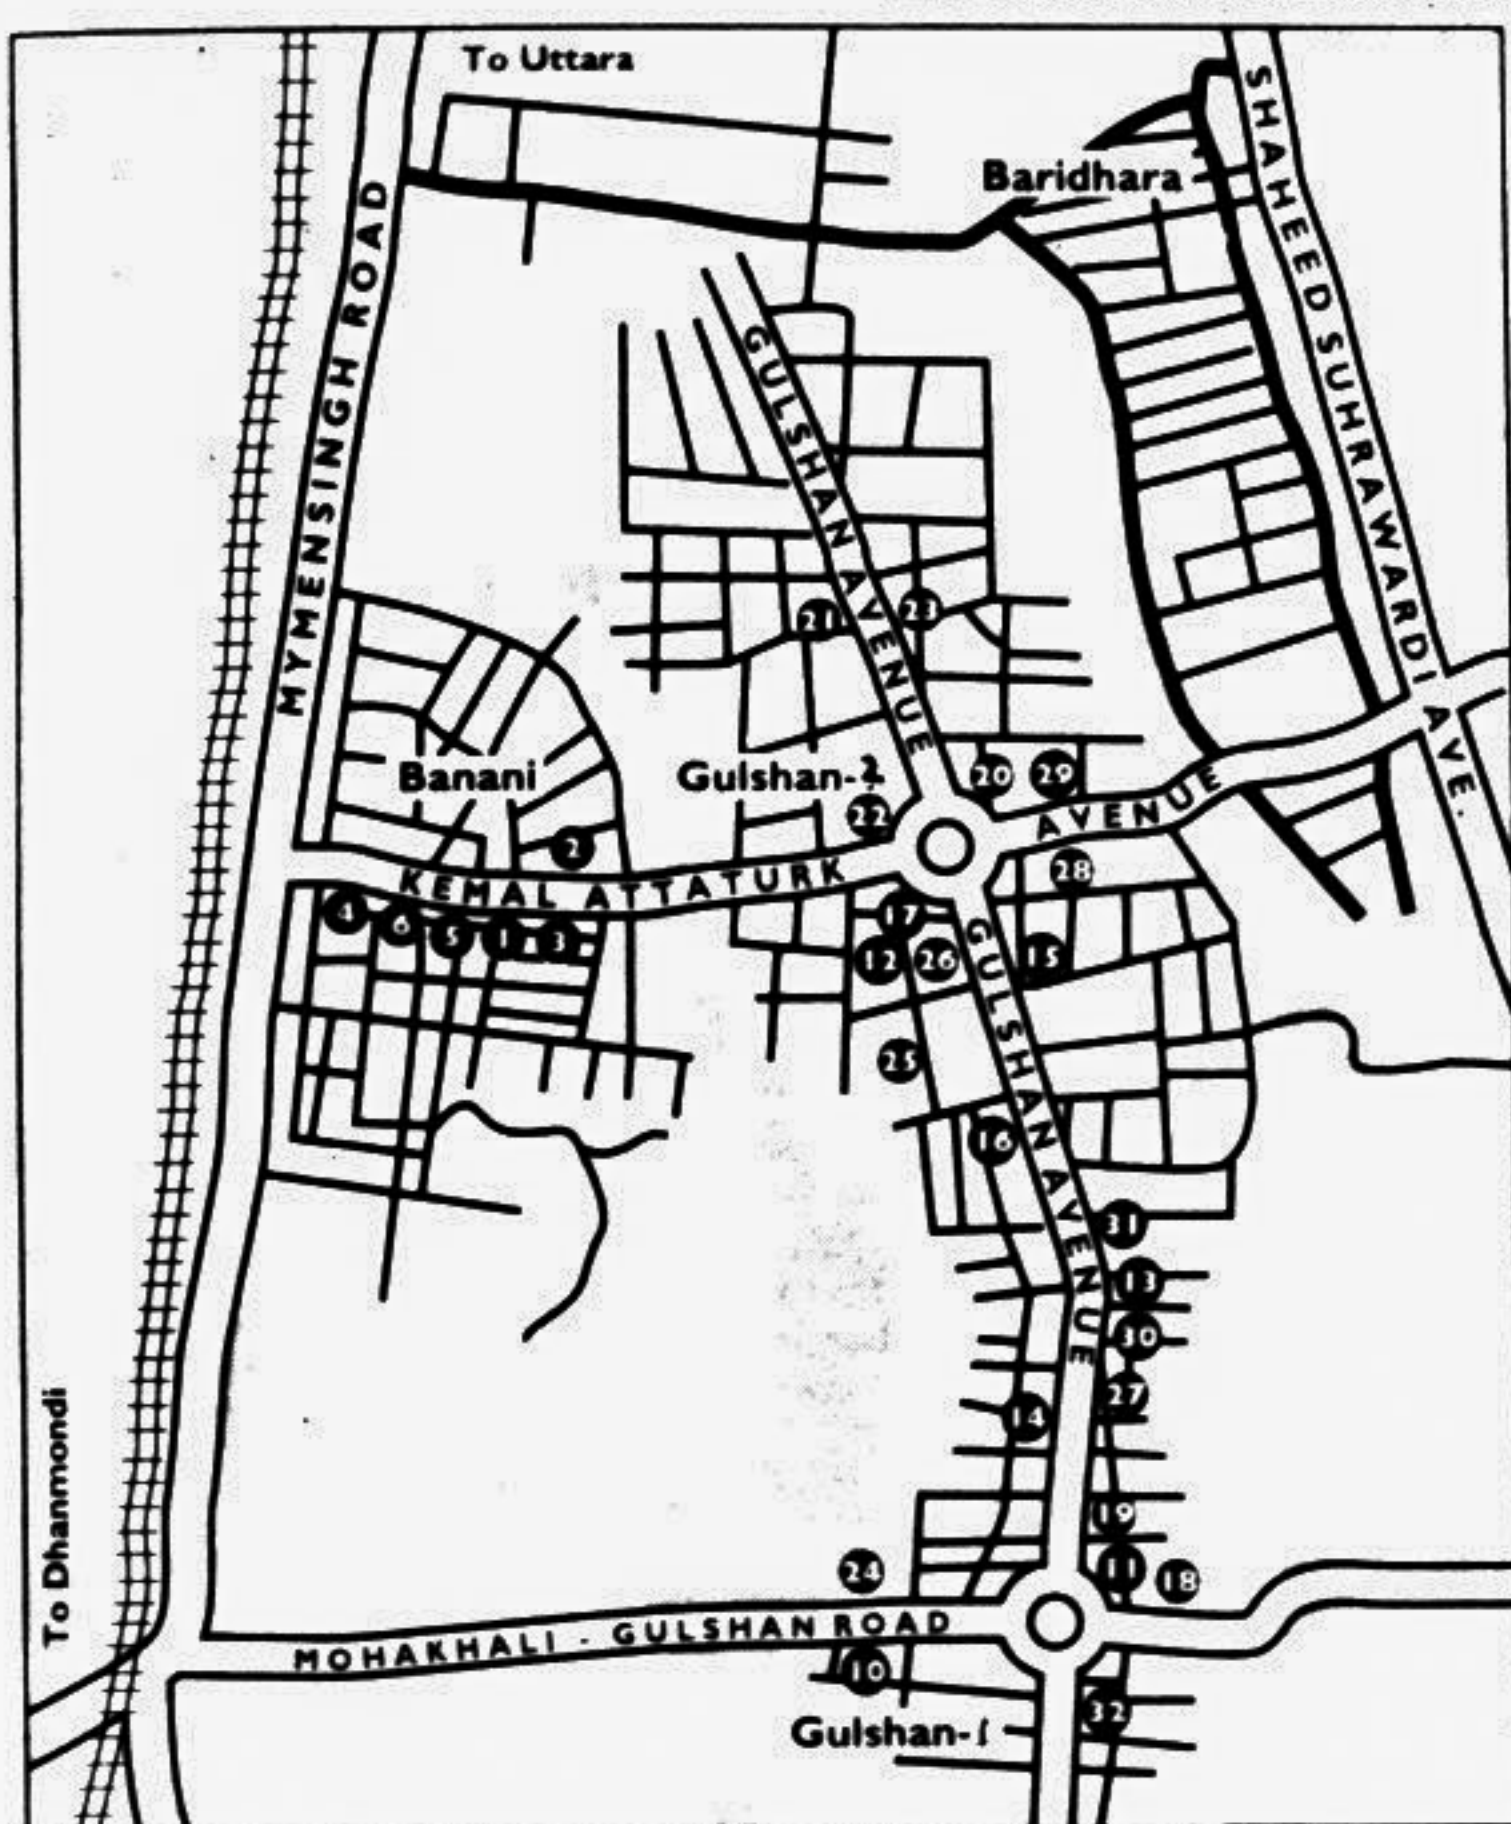 To Uttara
SHAHEED SUHRAWARDI AVE.
Baridhara
MYMENSINGH ROAD
GULSHAN AVENUE
21
23
Banani
Gulshan-2
20
29
22
AVENUE
2
28
KEMAL ATTATURK
4
6
5
1
3
17
12
26
15
GULSHAN AVENUE
25
16
31
13
30
27
14
To Dhanmondi
19
11
18
24
MOHAKHALI - GULSHAN ROAD
10
32
Gulshan-1